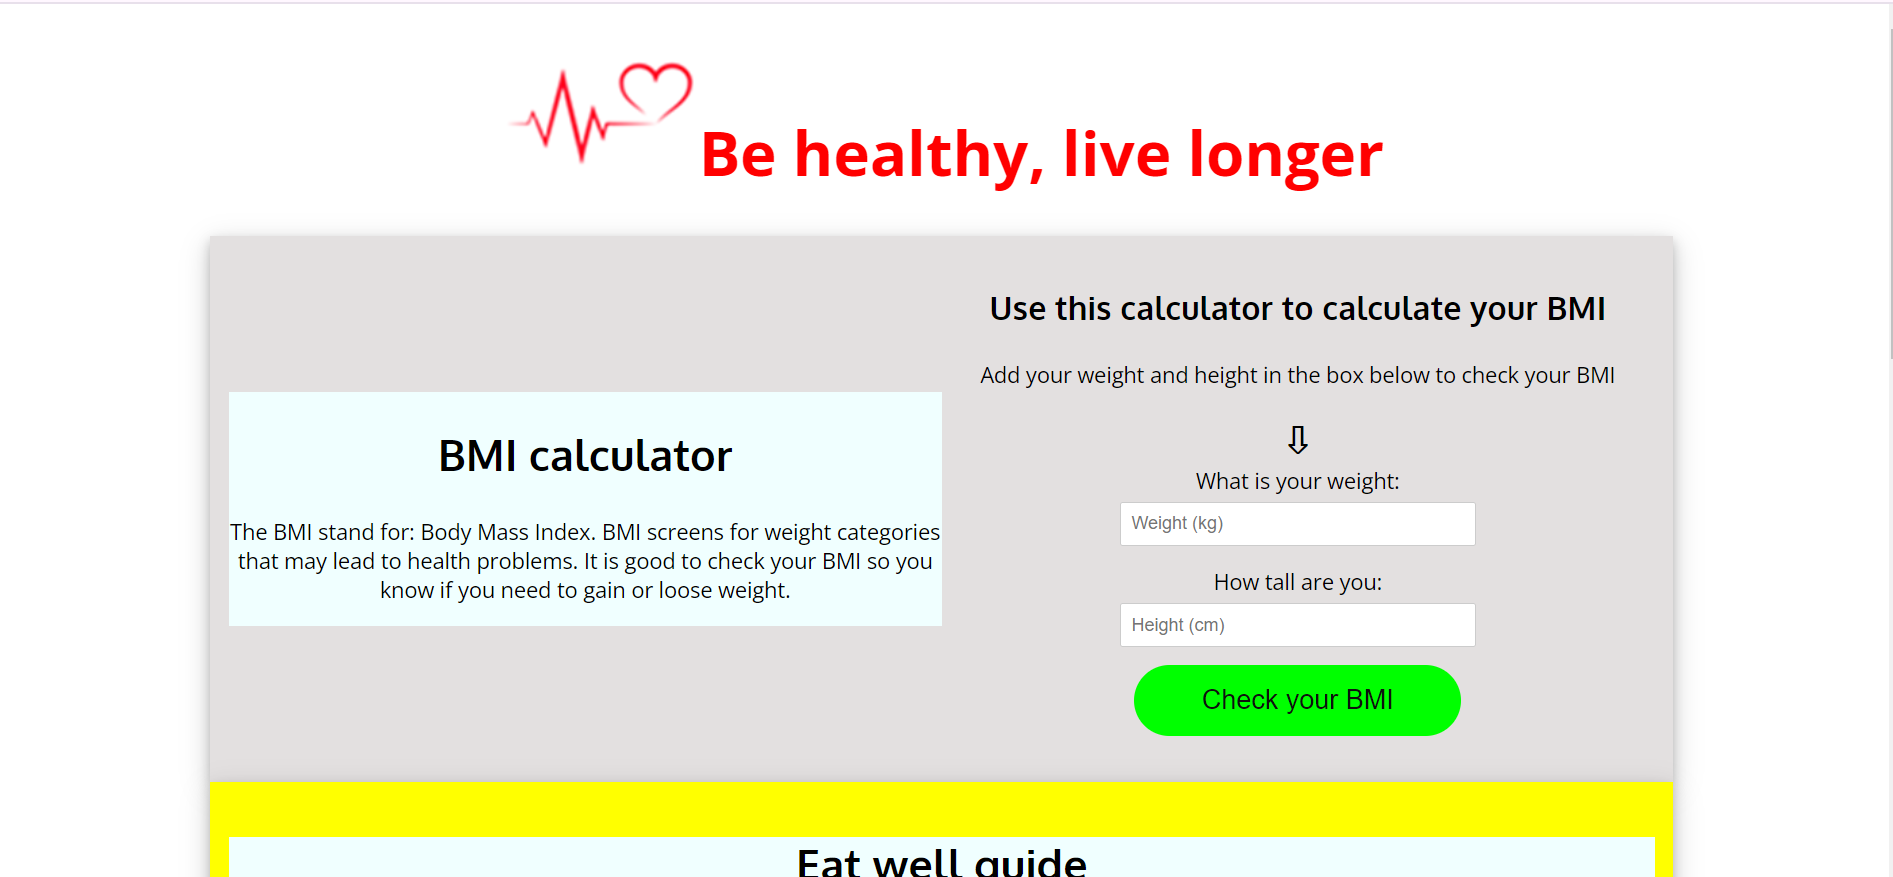 Be healthy, live longer
BMI calculator
The BMI stand for: Body Mass Index. BMI screens for weight categories
that may lead to health problems. It is good to check your BMI so you
know if you need to gain or loose weight.
Use this calculator to calculate your BMI
Add your weight and height in the box below to check your BMI
⇩
What is your weight:
Weight (kg)
How tall are you:
Height (cm)
Check your BMI
Eat well guide